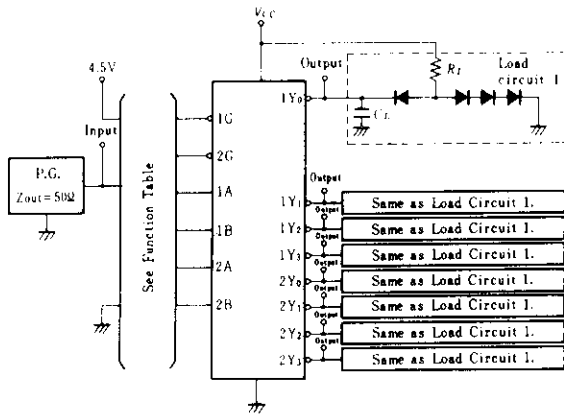 Vcc
4.5V
Input
P.G.
Zout=50Ω
See Function Table
1G
2G
1A
1B
2A
2B
Output
RL
Load
circuit 1
1Y0
CL
Output
1Y1
Same as Load Circuit 1.
Output
1Y2
Same as Load Circuit 1.
Output
1Y3
Same as Load Circuit 1.
Output
2Y0
Same as Load Circuit 1.
Output
2Y1
Same as Load Circuit 1.
Output
2Y2
Same as Load Circuit 1.
Output
2Y3
Same as Load Circuit 1.